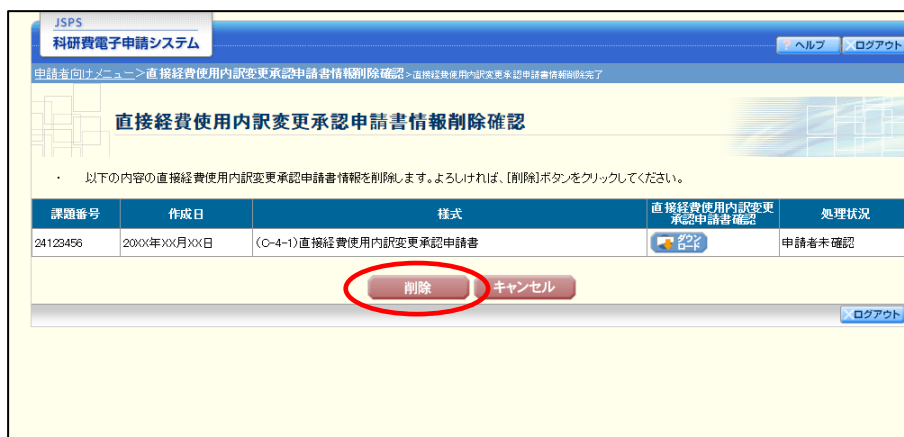 JSPS
科研費電子申請システム
ヘルプ
ログアウト
申請者向けメニュー>直接経費使用内訳変更承認申請書情報削除確認>直接経費使用内訳変更承認申請書情報削除完了
直接経費使用内訳変更承認申請書情報削除確認
・ 以下の内容の直接経費使用内訳変更承認申請書情報を削除します。よろしければ、[削除]ボタンをクリックしてください。
課題番号 作成日 様式 直接経費使用内訳変更 処理状況
承認申請書確認
24123456 20XX年XX月XX日 (C-4-1)直接経費使用内訳変更承認申請書 ダウン 申請者未確認
ロード
削除 キャンセル
ログアウト